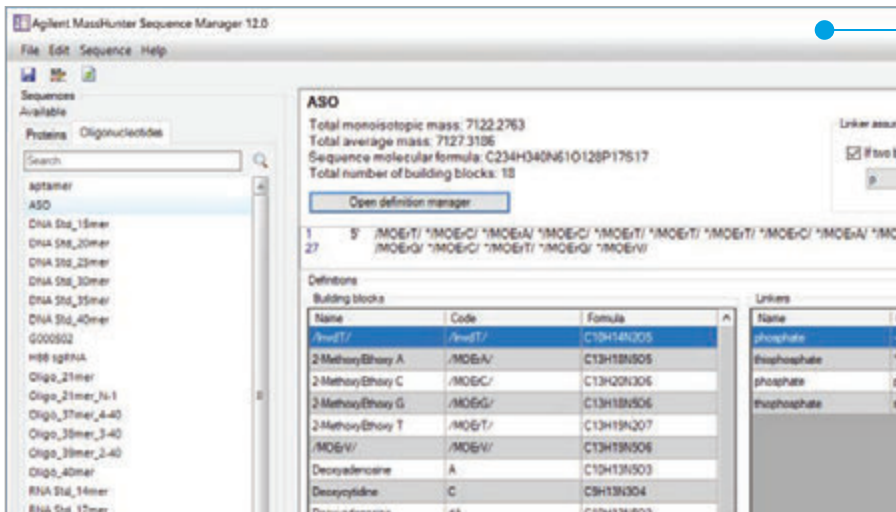 Agilent MassHunter Sequence Manager 12.0
File Edit Sequence Help
Sequences
Available
Proteins Oligonucleotides
Search
aptamer
ASO
DNA Std_15mer
DNA Std_20mer
DNA Std_25mer
DNA Std_30mer
DNA Std_35mer
DNA Std_40mer
G000502
HBB sgRNA
Oligo_21mer
Oligo_21mer_N-1
Oligo_37mer_4-40
Oligo_38mer_3-40
Oligo_39mer_2-40
Oligo_40mer
RNA Std_14mer
RNA Std_17mer
ASO
Total monoisotopic mass: 7122.2763
Total average mass: 7127.3186
Sequence molecular formula: C234H340N61O128P17S17
Total number of building blocks: 18
Open definition manager
Linker assu
If two b
p
1 5' /MOErT/ */MOErC/ */MOErA/ */MOErC/ */MOErT/ */MOErT/ */MOErT/ */MOErC/ */MOErA/ */MO
27 /MOErG/ */MOErC/ */MOErT/ */MOErG/ */MOErV/
Definitions
Building blocks
Name Code Formula
/InvdT/ /InvdT/ C10H14N2O5
2-MethoxyEthoxy A /MOErA/ C13H18N5O5
2-MethoxyEthoxy C /MOErC/ C13H20N3O6
2-MethoxyEthoxy G /MOErG/ C13H18N5O6
2-MethoxyEthoxy T /MOErT/ C13H19N2O7
/MOErV/ /MOErV/ C13H19N5O6
Deoxyadenosine A C10H13N5O3
Deoxycytidine C C9H13N3O4
Linkers
Name
phosphate
thiophosphate
phosphate
thiophosphate